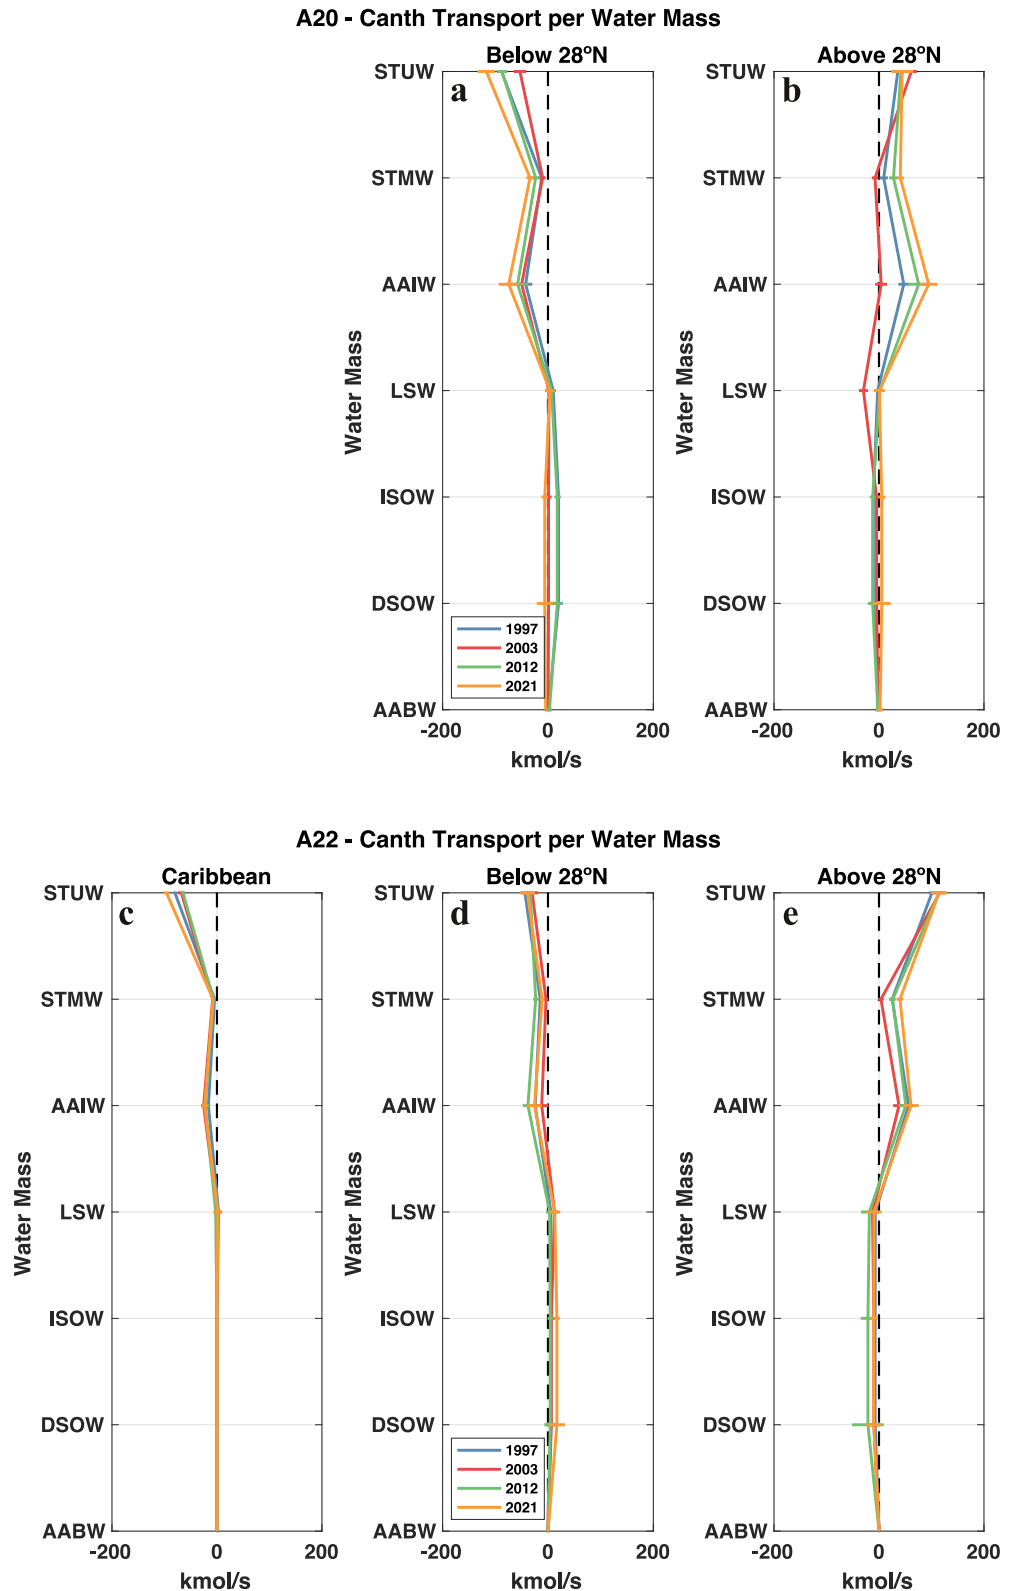 A20 - Canth Transport per Water Mass
Below 28°N
Above 28°N
a
b
STUW
STMW
AAIW
LSW
ISOW
DSOW
AABW
Water Mass
1997
2003
2012
2021
-200 0 200
kmol/s
STUW
STMW
AAIW
LSW
ISOW
DSOW
AABW
Water Mass
-200 0 200
kmol/s
A22 - Canth Transport per Water Mass
Caribbean
Below 28°N
Above 28°N
c
d
e
STUW
STMW
AAIW
LSW
ISOW
DSOW
AABW
Water Mass
-200 0 200
kmol/s
STUW
STMW
AAIW
LSW
ISOW
DSOW
AABW
Water Mass
1997
2003
2012
2021
-200 0 200
kmol/s
STUW
STMW
AAIW
LSW
ISOW
DSOW
AABW
Water Mass
-200 0 200
kmol/s